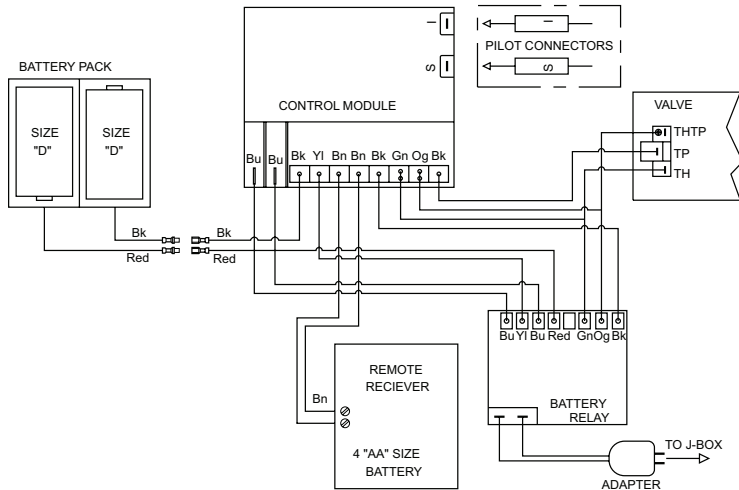 I
I
PILOT CONNECTORS
S
S
BATTERY PACK
SIZE
"D"
SIZE
"D"
CONTROL MODULE
VALVE
THTP
TP
TH
Bu Bu Bk Yl Bn Bn Bk Gn Og Bk
Bk
Red
Bk
Red
Bu Yl Bu Red Gn Og Bk
BATTERY
RELAY
REMOTE
RECIEVER
Bn
4 "AA" SIZE
BATTERY
TO J-BOX
ADAPTER